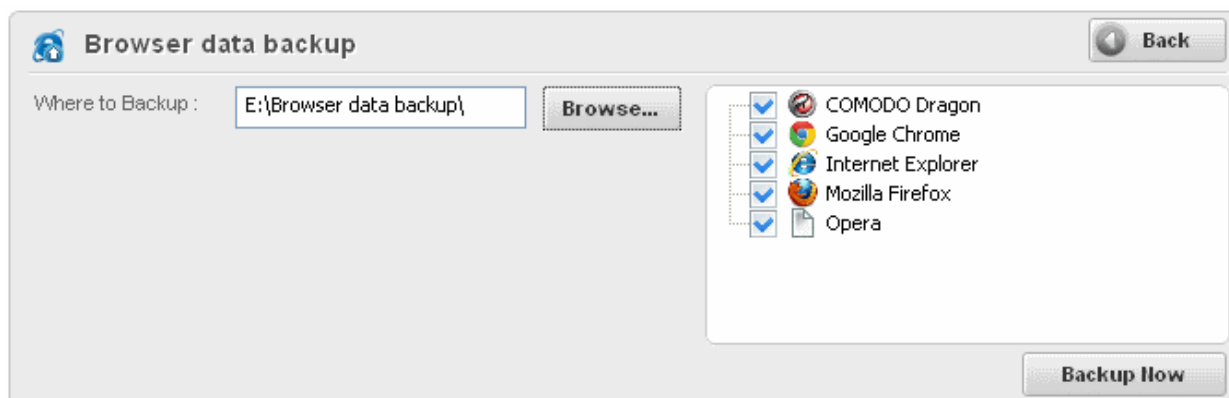 Browser data backup
Back
Where to Backup :
E:\Browser data backup\
Browse...
COMODO Dragon
Google Chrome
Internet Explorer
Mozilla Firefox
Opera
Backup Now